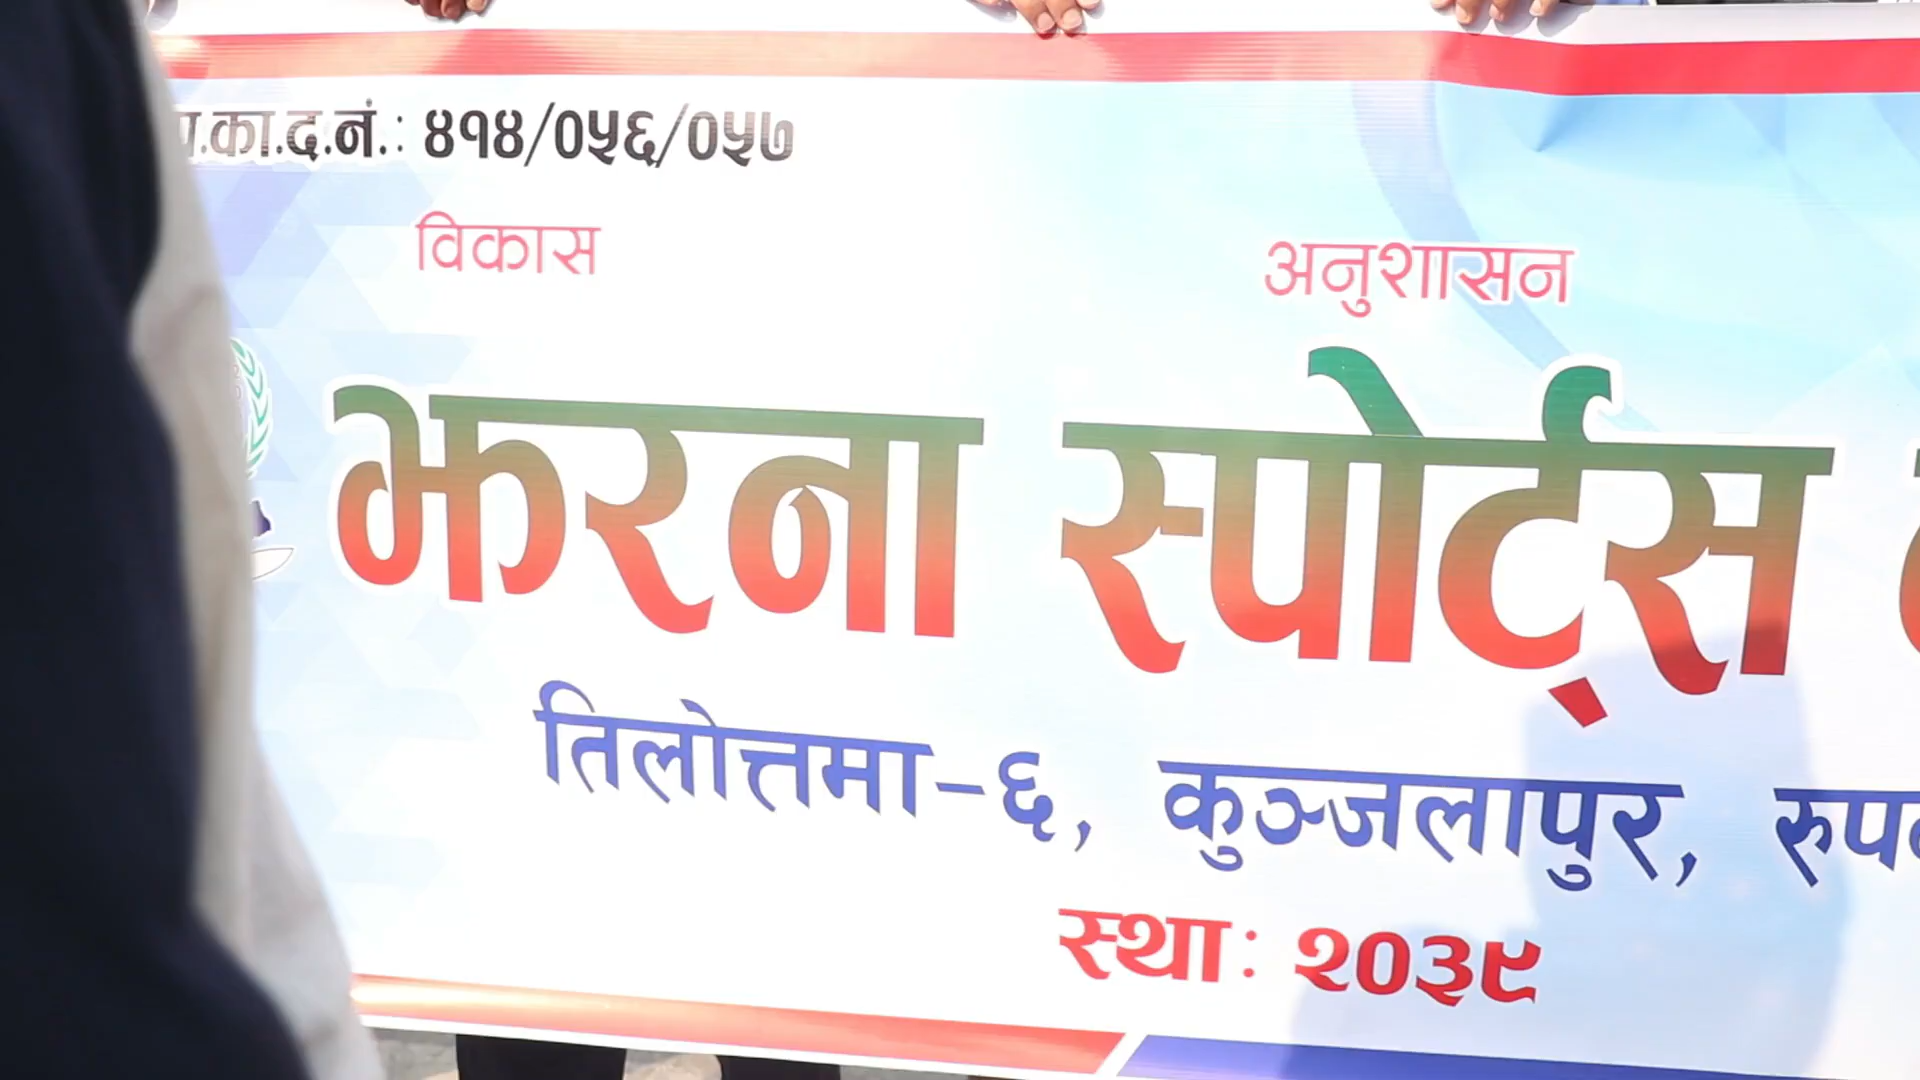 का.द.नं.: ४१४/०५६/०५७
विकास अनुशासन
झरना स्पोर्ट्स
तिलोत्तमा-६, कुञ्जलापुर,
स्था: २०३९